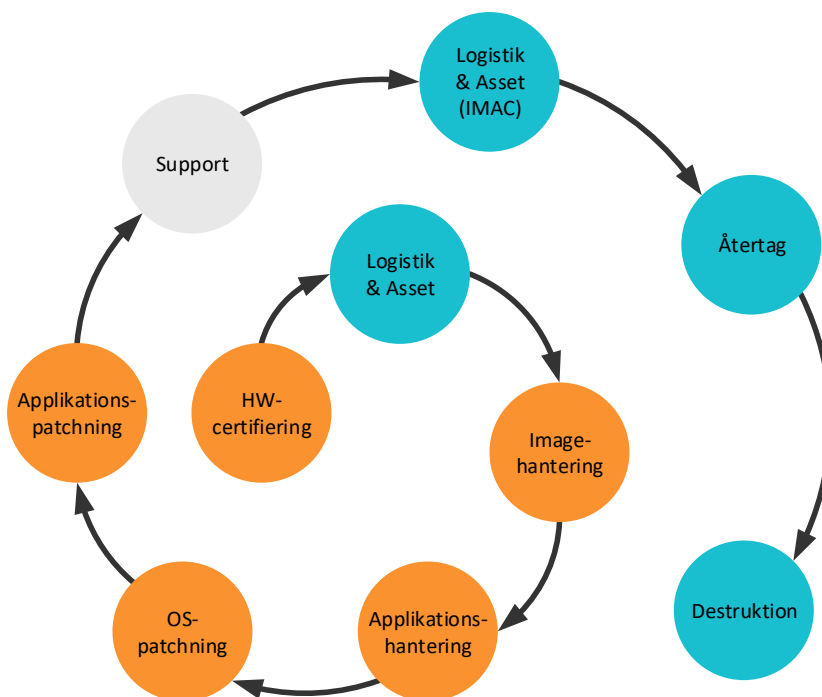 Logistik
& Asset
(IMAC)
Support
Återtag
Logistik
& Asset
Applikations-
patchning
HW-
certifiering
Image-
hantering
OS-
patchning
Applikations-
hantering
Destruktion